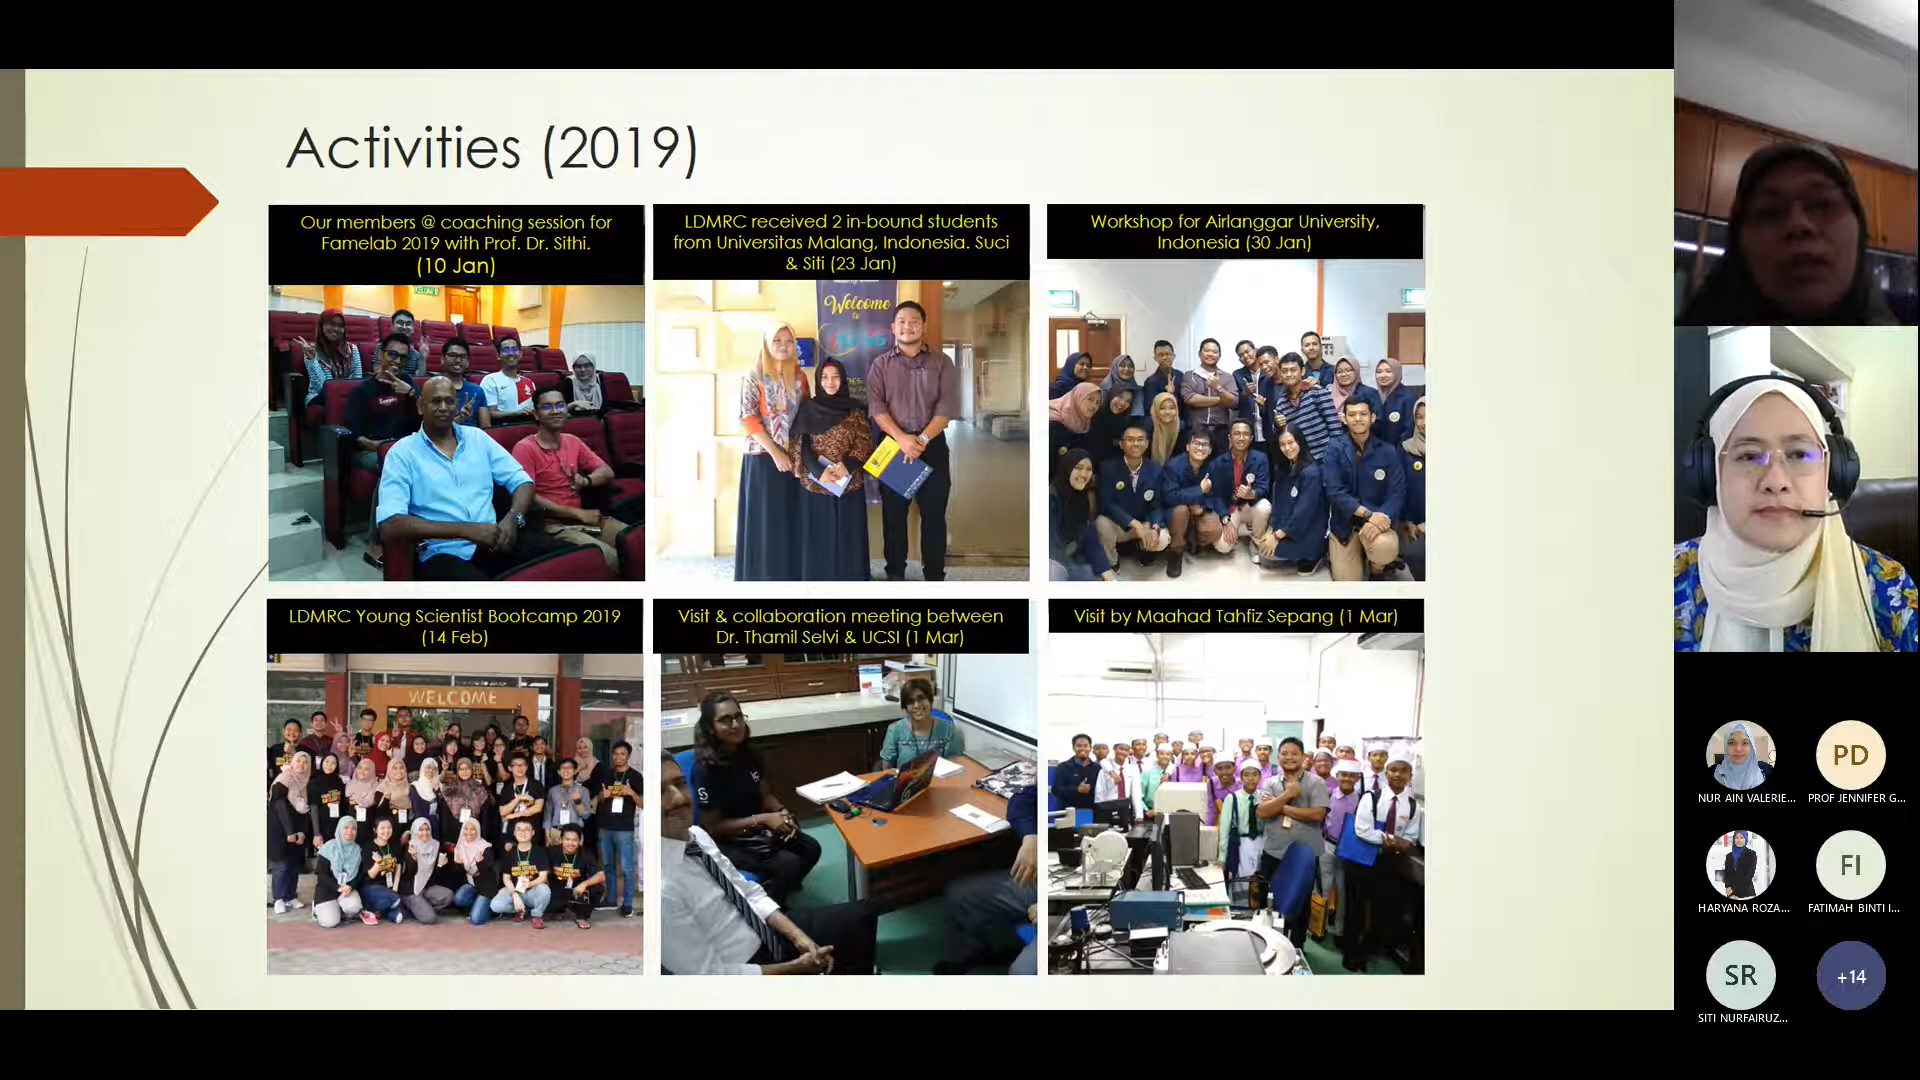 Activities (2019)
Our members @ coaching session for
Famelab 2019 with Prof. Dr. Sithi.
(10 Jan)
LDMRC received 2 in-bound students
from Universitas Malang, Indonesia. Suci
& Siti (23 Jan)
Workshop for Airlanggar University,
Indonesia (30 Jan)
Welcome
to
LDMRC Young Scientist Bootcamp 2019
(14 Feb)
Visit & collaboration meeting between
Dr. Thamil Selvi & UCSI (1 Mar)
Visit by Maahad Tahfiz Sepang (1 Mar)
WELCOME
PD
NUR AIN VALERIE...
PROF JENNIFER G...
FI
HARYANA ROZA...
FATIMAH BINTI I...
SR
+14
SITI NURFAIRUZ...